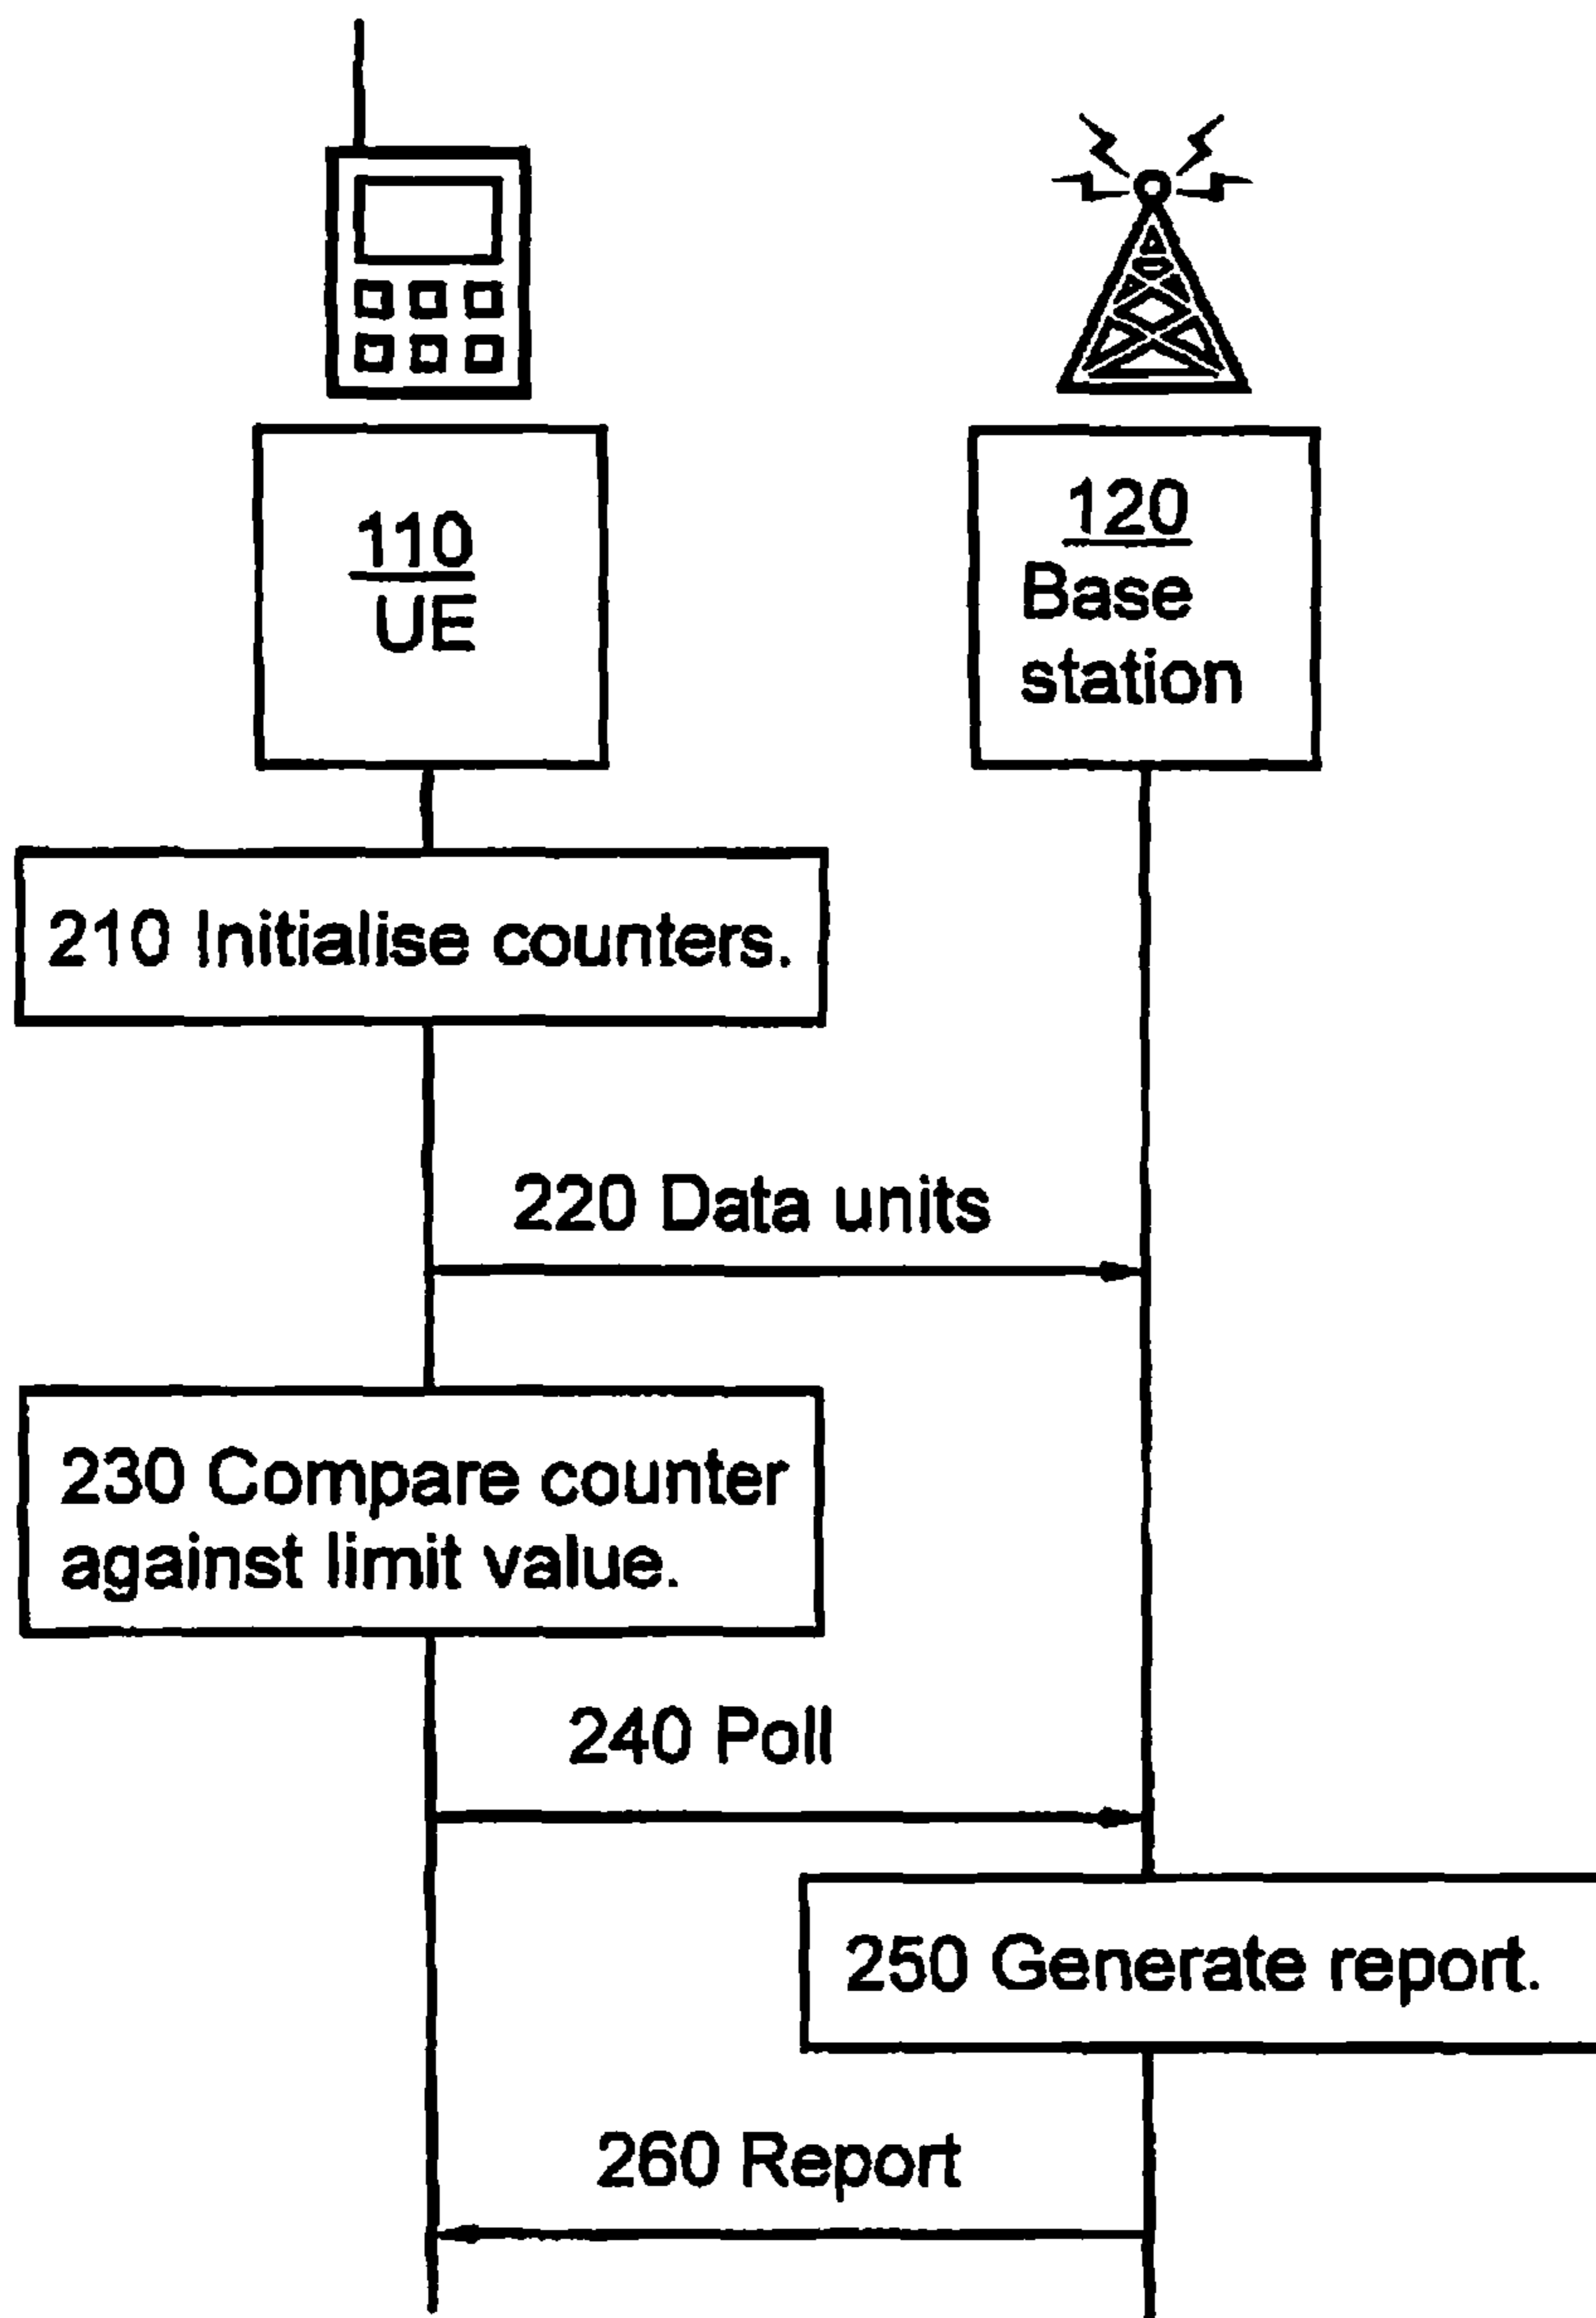 110
UE
120
Base
station
210 Initialise counters.
220 Data units
230 Compare counter
against limit value.
240 Poll
250 Generate report.
260 Report